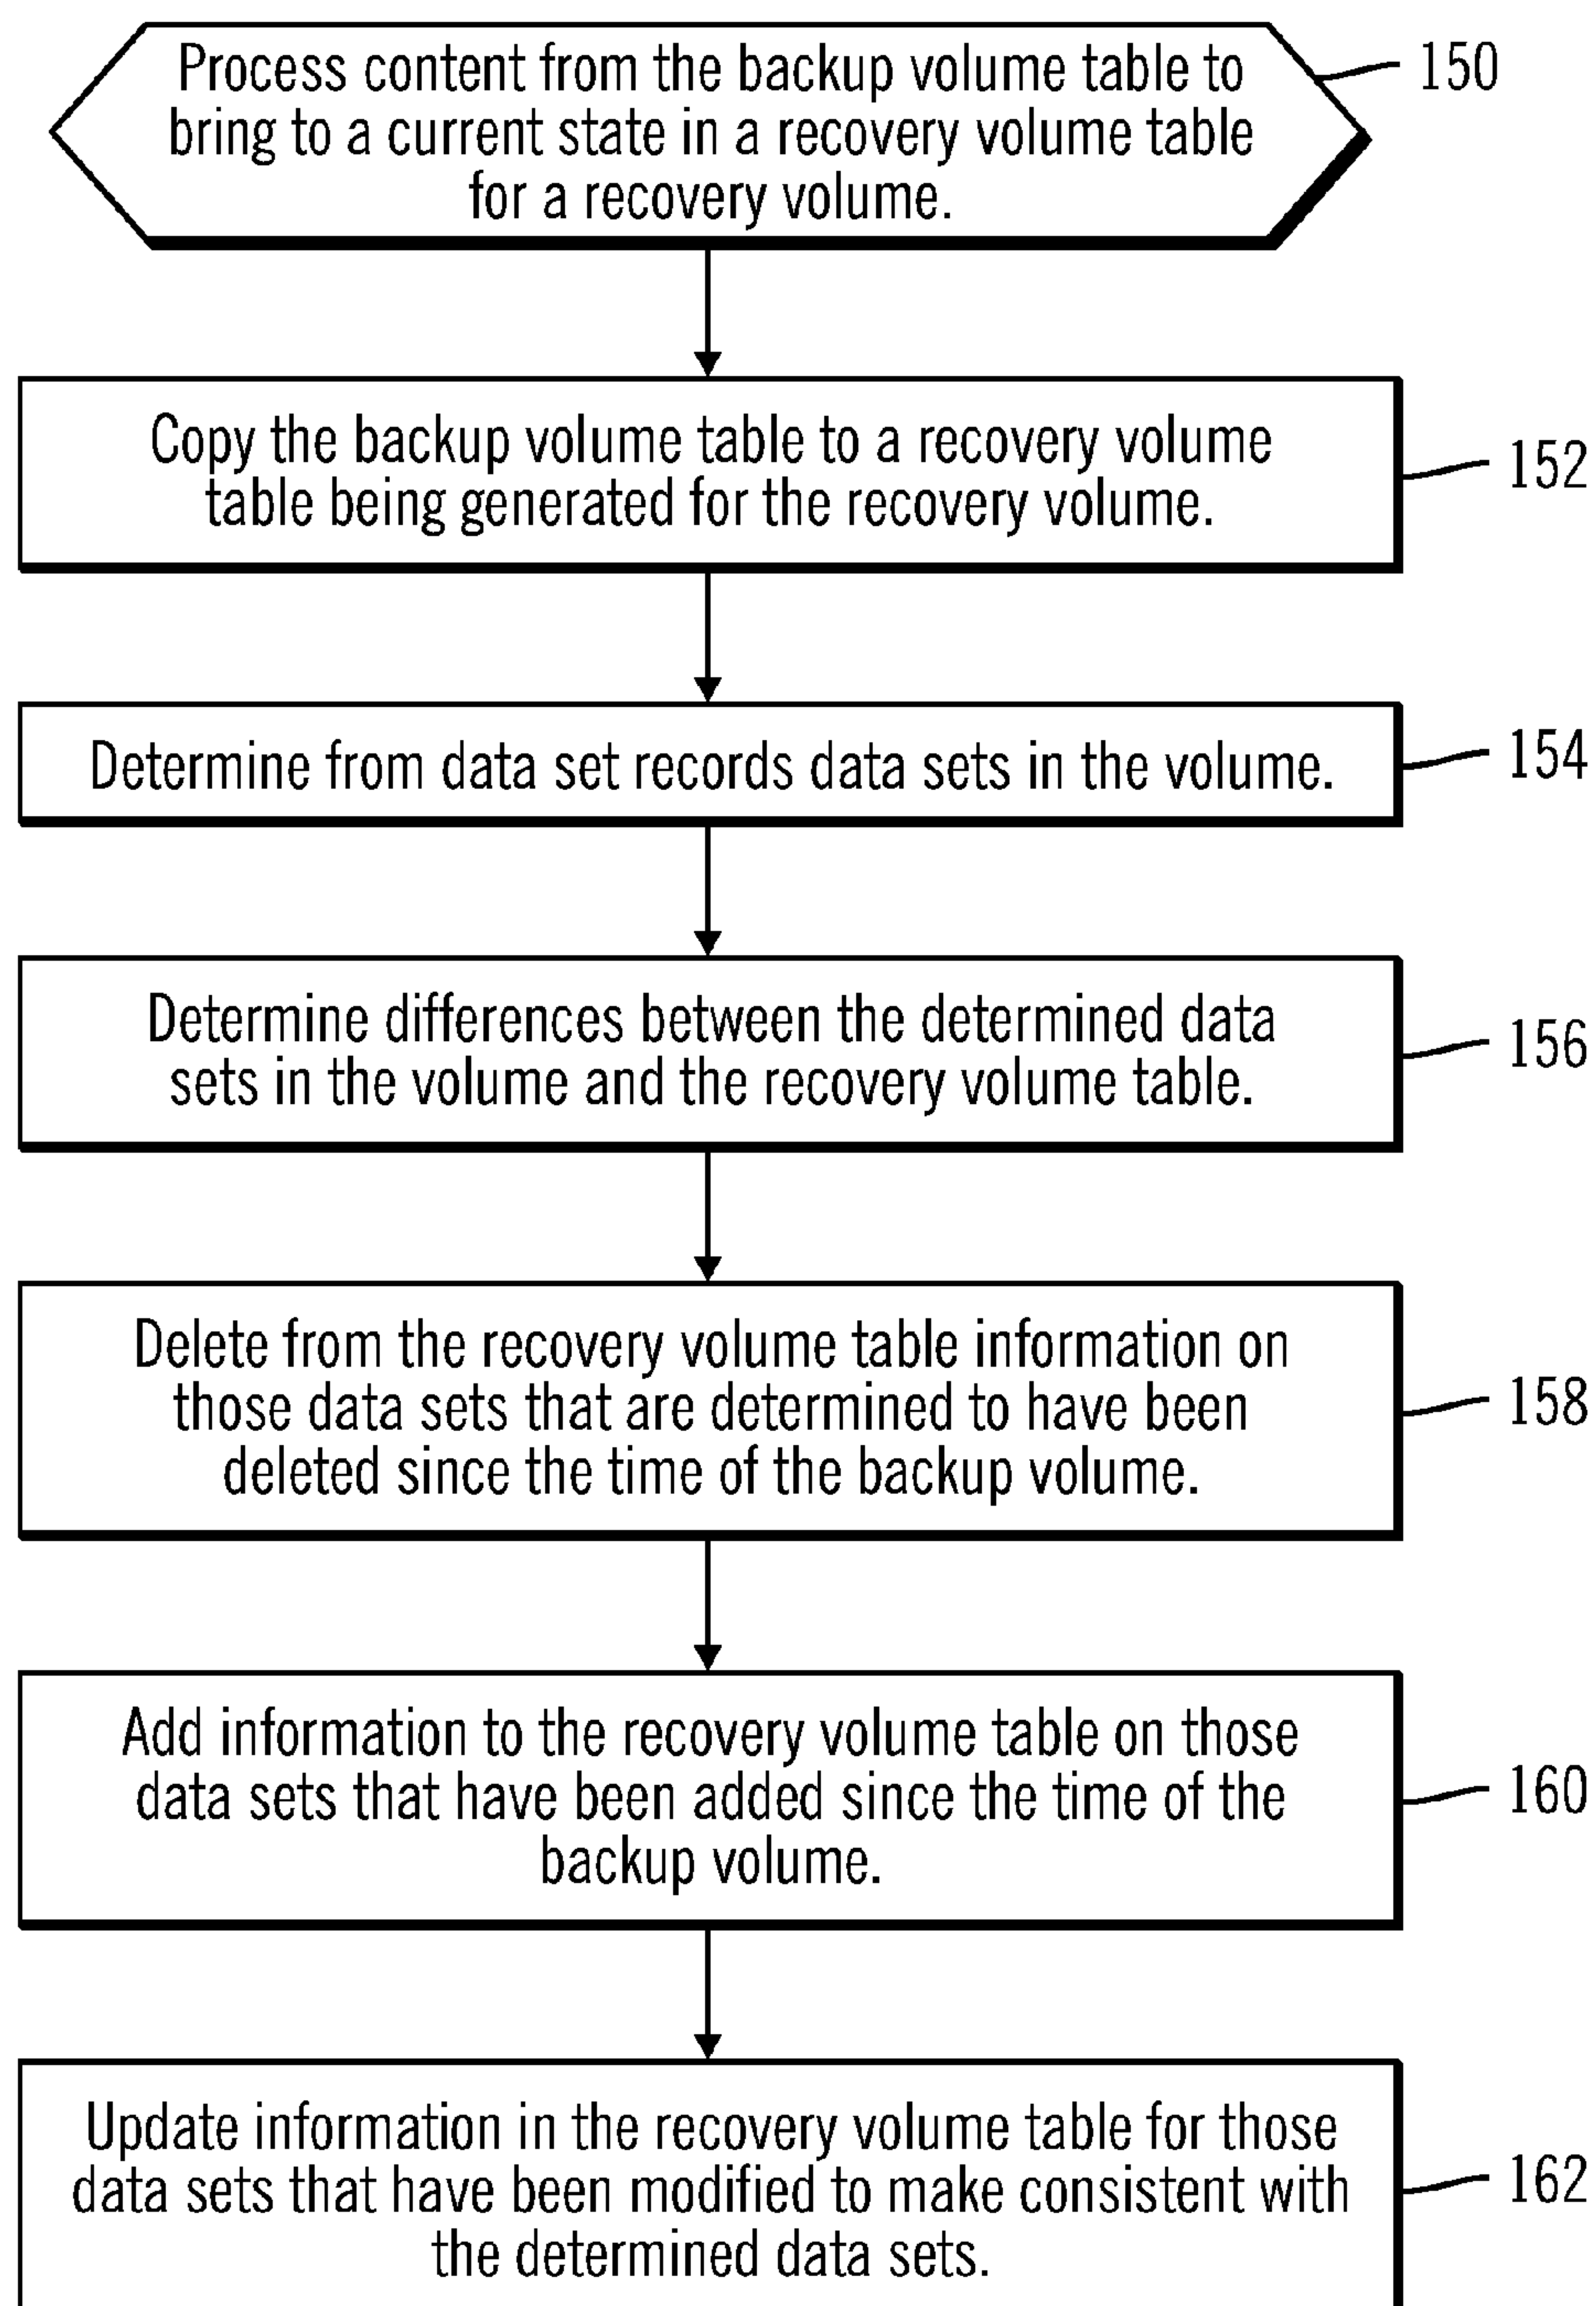 Process content from the backup volume table to
bring to a current state in a recovery volume table
for a recovery volume.
150
Copy the backup volume table to a recovery volume
table being generated for the recovery volume.
152
Determine from data set records data sets in the volume.
154
Determine differences between the determined data
sets in the volume and the recovery volume table.
156
Delete from the recovery volume table information on
those data sets that are determined to have been
deleted since the time of the backup volume.
158
Add information to the recovery volume table on those
data sets that have been added since the time of the
backup volume.
160
Update information in the recovery volume table for those
data sets that have been modified to make consistent with
the determined data sets.
162